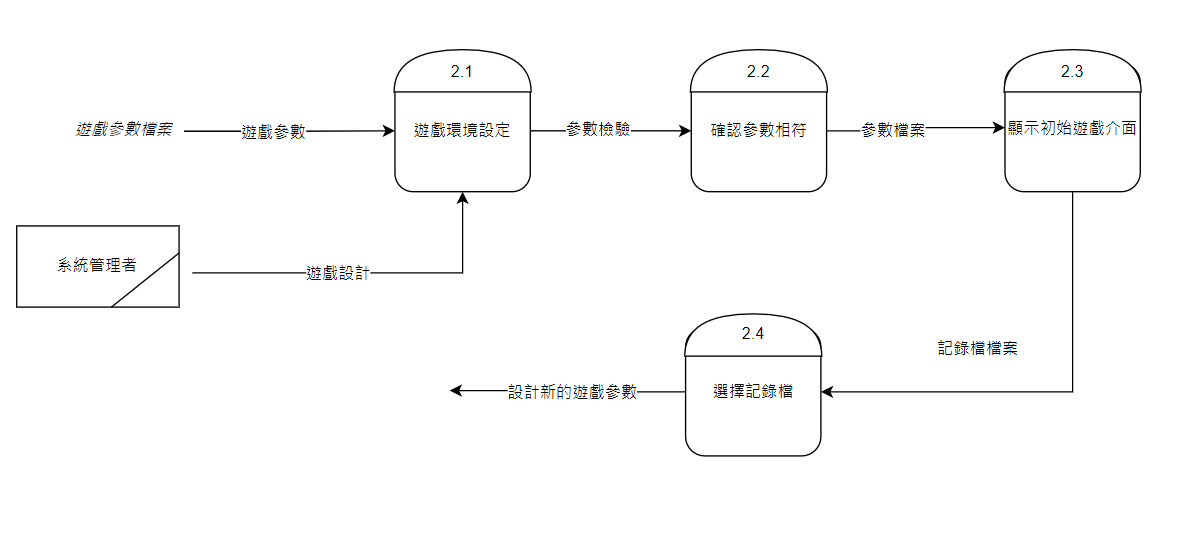 2.1
2.2
2.3
遊戲參數檔案
遊戲參數
遊戲環境設定
參數檢驗
確認參數相符
參數檔案
顯示初始遊戲介面
系統管理者
遊戲設計
2.4
記錄檔檔案
設計新的遊戲參數
選擇記錄檔